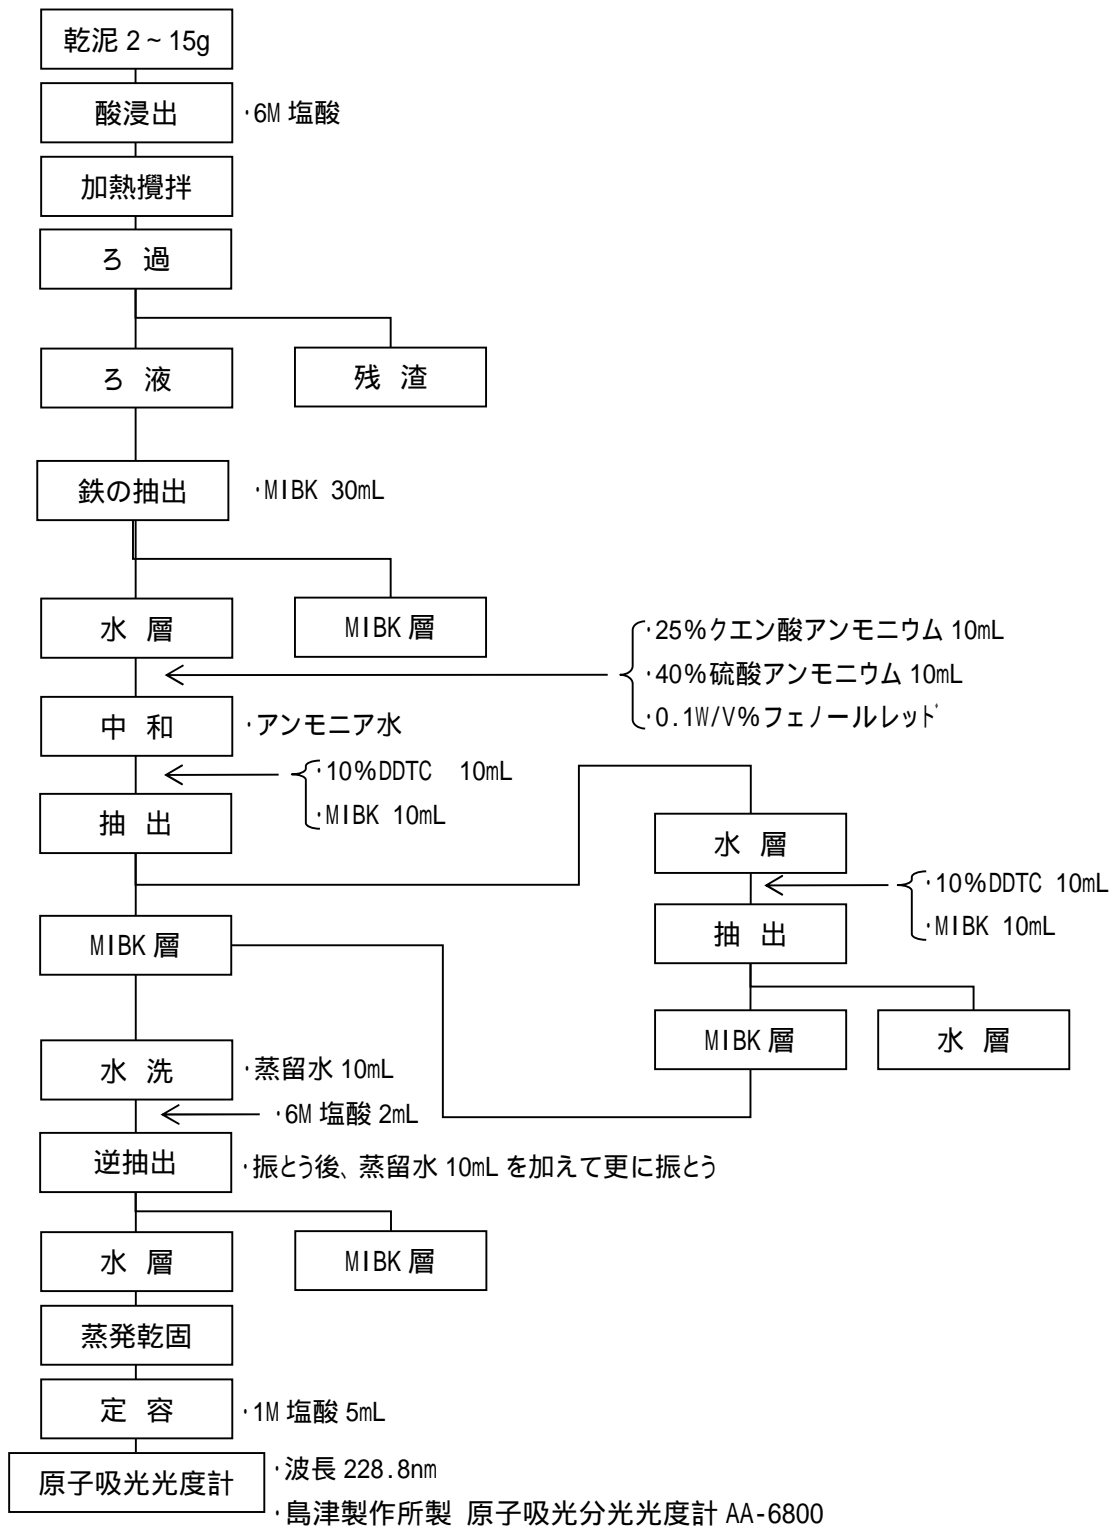 乾泥 2 ~ 15g
酸浸出
・6M 塩酸
加熱攪拌
ろ 過
ろ 液
残 渣
鉄の抽出
・MIBK 30mL
水 層
MIBK 層
・25%クエン酸アンモニウム 10mL
・40%硫酸アンモニウム 10mL
・0.1W/V%フェノールレッド
中 和
・アンモニア水
・10%DDTC 10mL
・MIBK 10mL
抽 出
水 層
・10%DDTC 10mL
・MIBK 10mL
抽 出
MIBK 層
MIBK 層
水 層
水 洗
・蒸留水 10mL
・6M 塩酸 2mL
逆抽出
・振とう後、蒸留水 10mL を加えて更に振とう
水 層
MIBK 層
蒸発乾固
定 容
・1M 塩酸 5mL
原子吸光光度計
・波長 228.8nm
・島津製作所製 原子吸光分光光度計 AA-6800